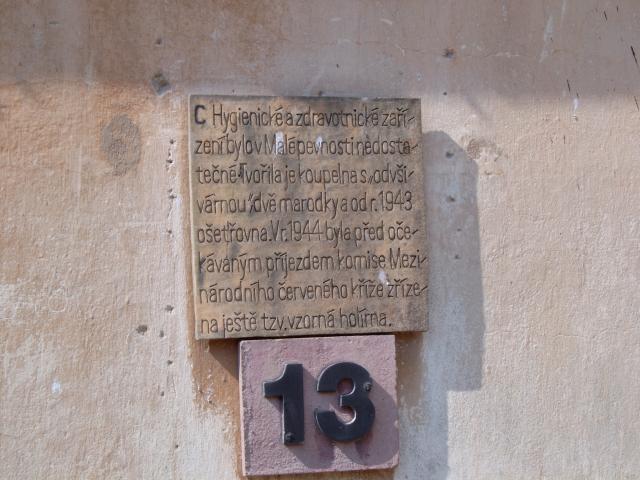 C Hygienické a zdravotnické zaří-
zení bylo v Malé pevnosti nedosta-
tečné. Tvořila je koupelna s „odvši-
várnou“, dvě marodky a od r. 1943
ošetřovna. V r. 1944 byla před oče-
káváným příjezdem komise Mezi-
národního červeného kříže zříze-
na ještě tzv. vzorná holírna.
13